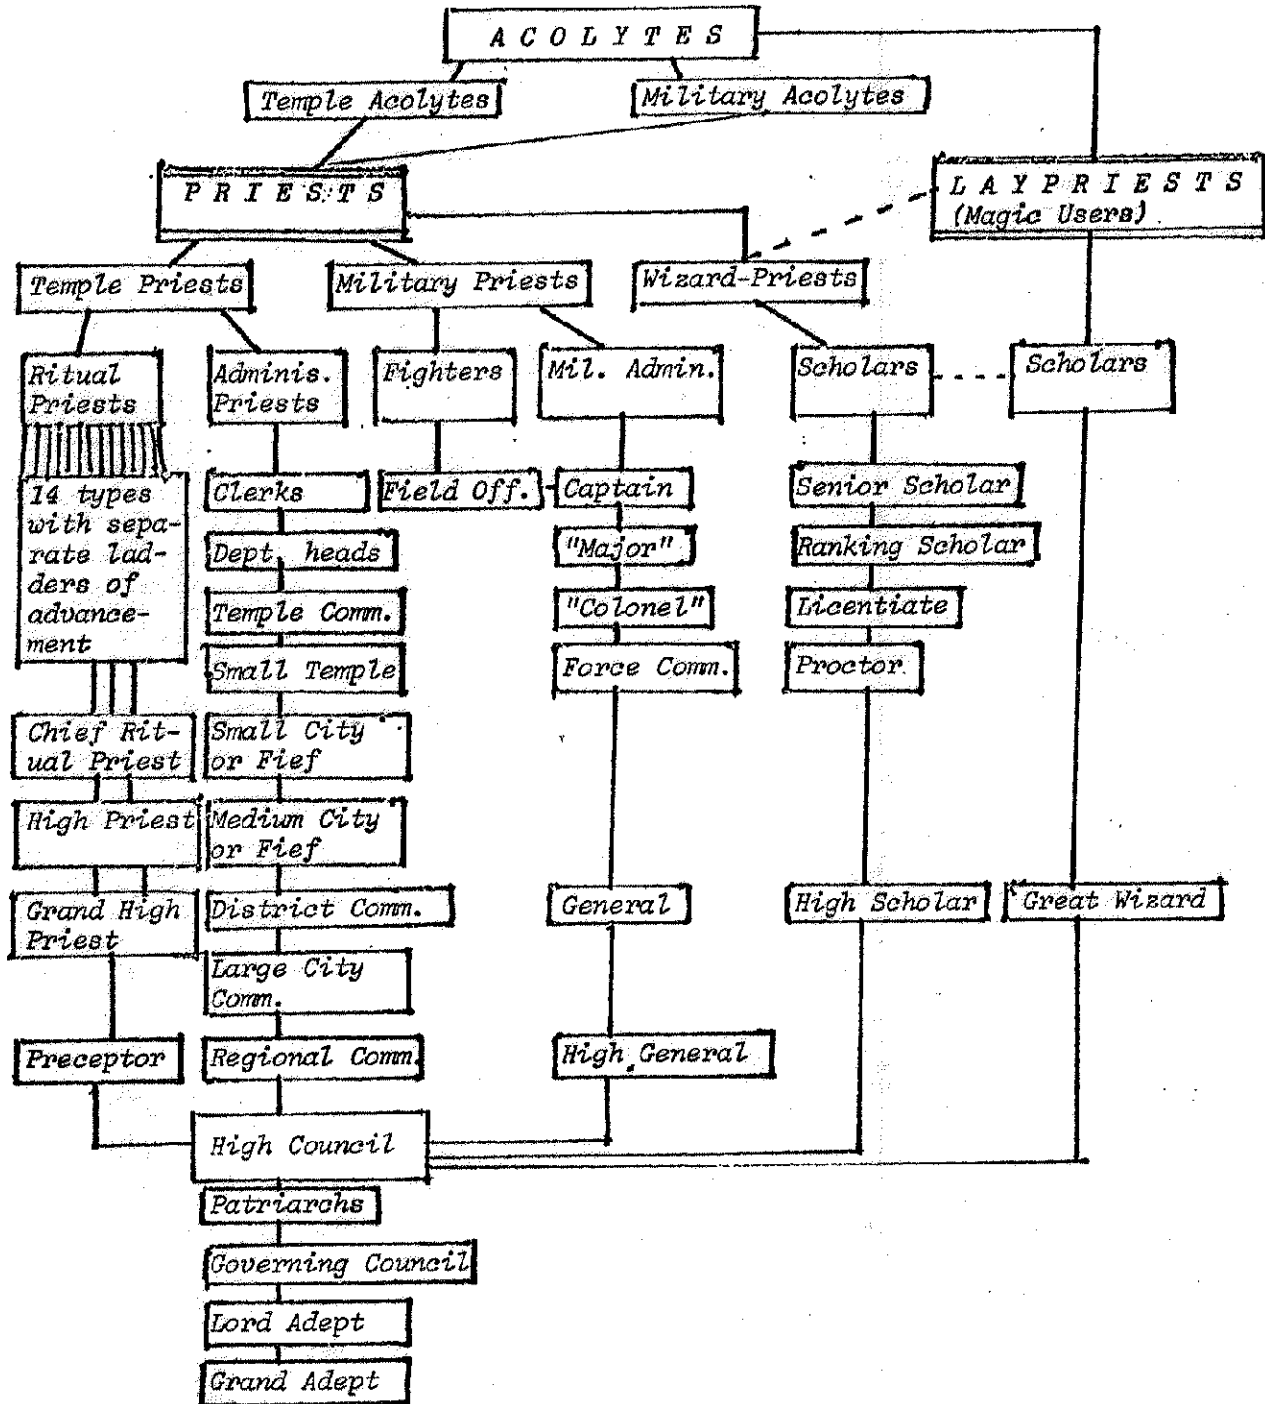 A C O L Y T E S
Temple Acolytes
Military Acolytes
P R I E S T S
L A Y P R I E S T S
(Magic Users)
Temple Priests
Military Priests
Wizard-Priests
Ritual
Priests
Adminis.
Priests
Fighters
Mil. Admin.
Scholars
Scholars
14 types
with sepa-
rate lad-
ders of
advance-
ment
Clerks
Field Off.
Captain
Senior Scholar
Dept. heads
"Major"
Ranking Scholar
Temple Comm.
"Colonel"
Licentiate
Small Temple
Force Comm.
Proctor
Chief Rit-
ual Priest
Small City
or Fief
High Priest
Medium City
or Fief
Grand High
Priest
District Comm.
General
High Scholar
Great Wizard
Large City
Comm.
Preceptor
Regional Comm.
High General
High Council
Patriarchs
Governing Council
Lord Adept
Grand Adept